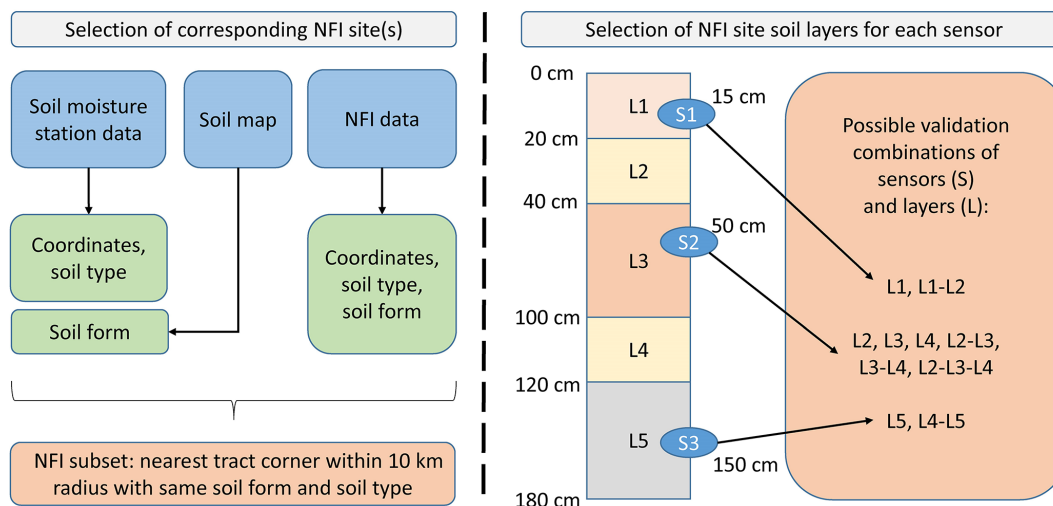 Selection of corresponding NFI site(s)
Soil moisture
station data
Soil map
NFI data
Coordinates,
soil type
Coordinates,
soil type,
soil form
Soil form
NFI subset: nearest tract corner within 10 km
radius with same soil form and soil type
Selection of NFI site soil layers for each sensor
0 cm
20 cm
40 cm
100 cm
120 cm
180 cm
L1
L2
L3
L4
L5
S1
15 cm
S2
50 cm
S3
150 cm
Possible validation
combinations of
sensors (S)
and layers (L):
L1, L1-L2
L2, L3, L4, L2-L3,
L3-L4, L2-L3-L4
L5, L4-L5